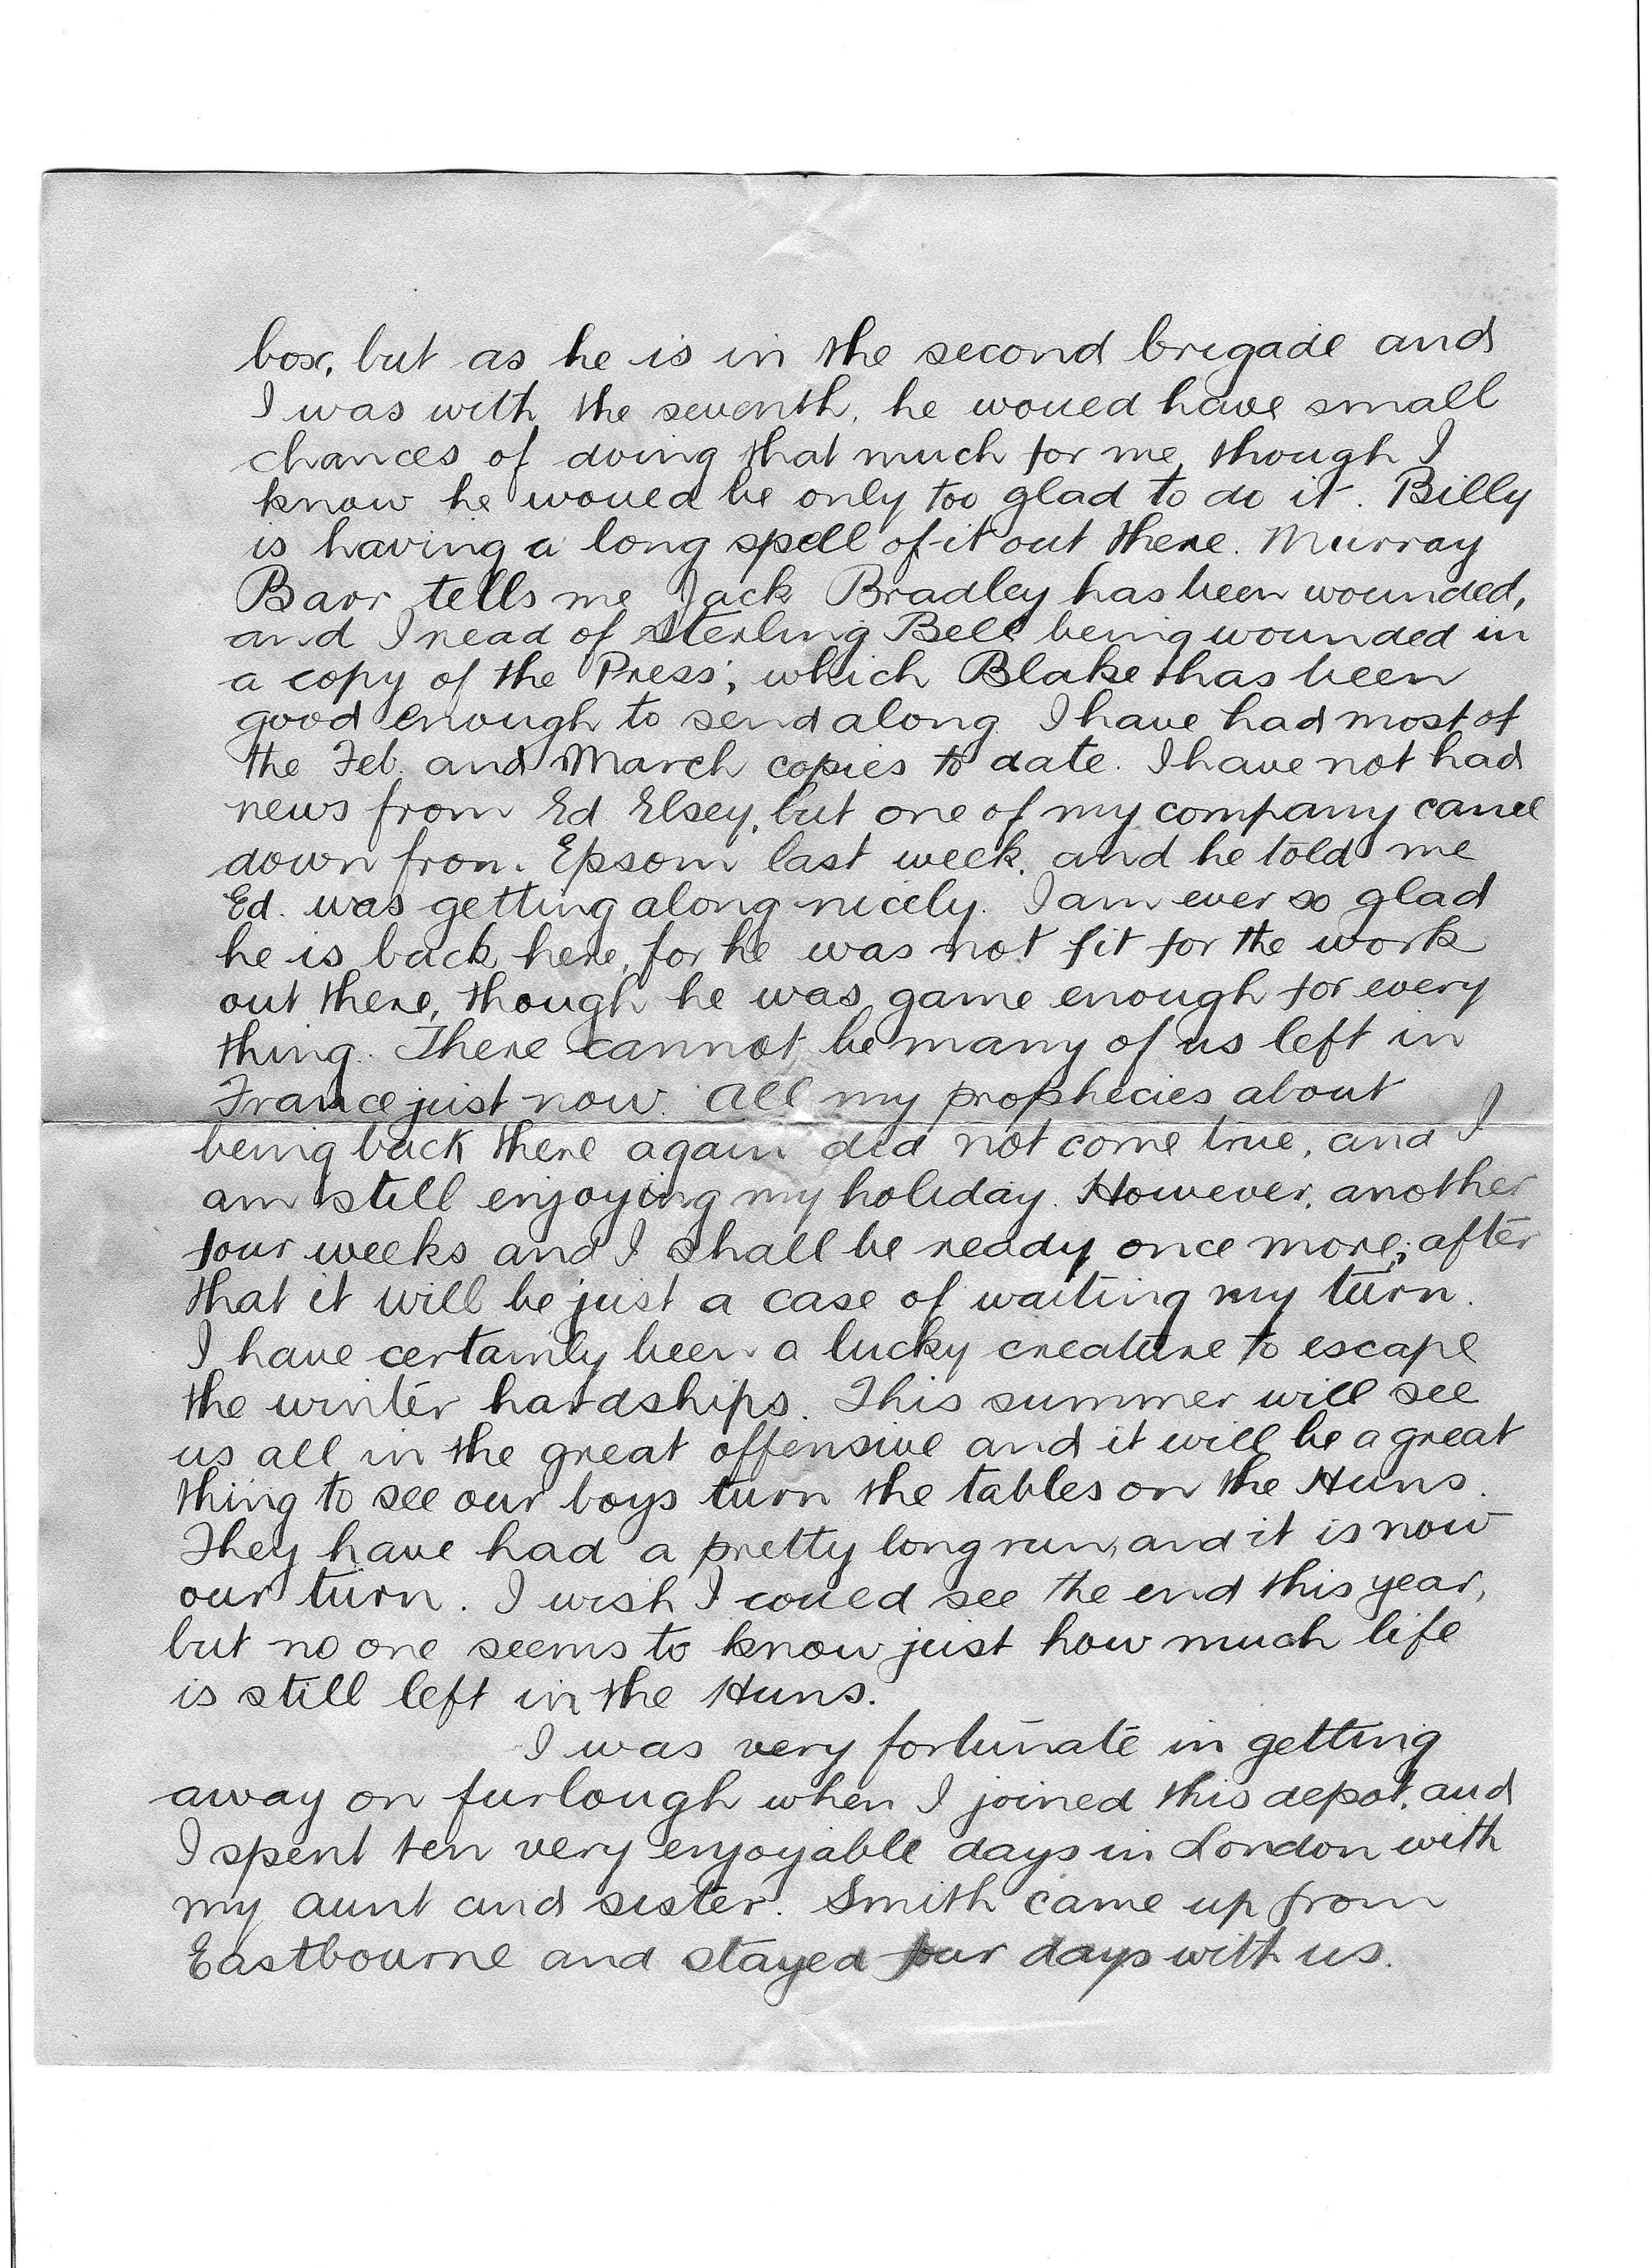 box, but as he is in the second brigade and
I was with the seventh, he would have small
chances of doing that much for me, though I
know he would be only too glad to do it. Billy
is having a long spell of it out there. Murray
Barr tells me Jack Bradley has been wounded,
and I read of Sterling Bell being wounded in
a copy of the 'Press', which Blake has been
good enough to send along. I have had most of
the Feb. and March copies to date. I have not had
news from Ed. Elsey, but one of my company came
down from Epsom last week, and he told me
Ed. was getting along nicely. I am ever so glad
he is back here, for he was not fit for the work
out there, though he was game enough for every
thing. There cannot be many of us left in
France just now. All my prophecies about
being back there again did not come true, and I
am still enjoying my holiday. However, another
four weeks and I shall be ready once more; after
that it will be just a case of waiting my turn.
I have certainly been a lucky creature to escape
the winter hardships. This summer will see
us all in the great offensive and it will be a great
thing to see our boys turn the tables on the Huns.
They have had a pretty long run, and it is now
our turn. I wish I could see the end this year,
but no one seems to know just how much life
is still left in the Huns.
I was very fortunate in getting
away on furlough when I joined this depot, and
I spent ten very enjoyable days in London with
my aunt and sister. Smith came up from
Eastbourne and stayed four days with us.